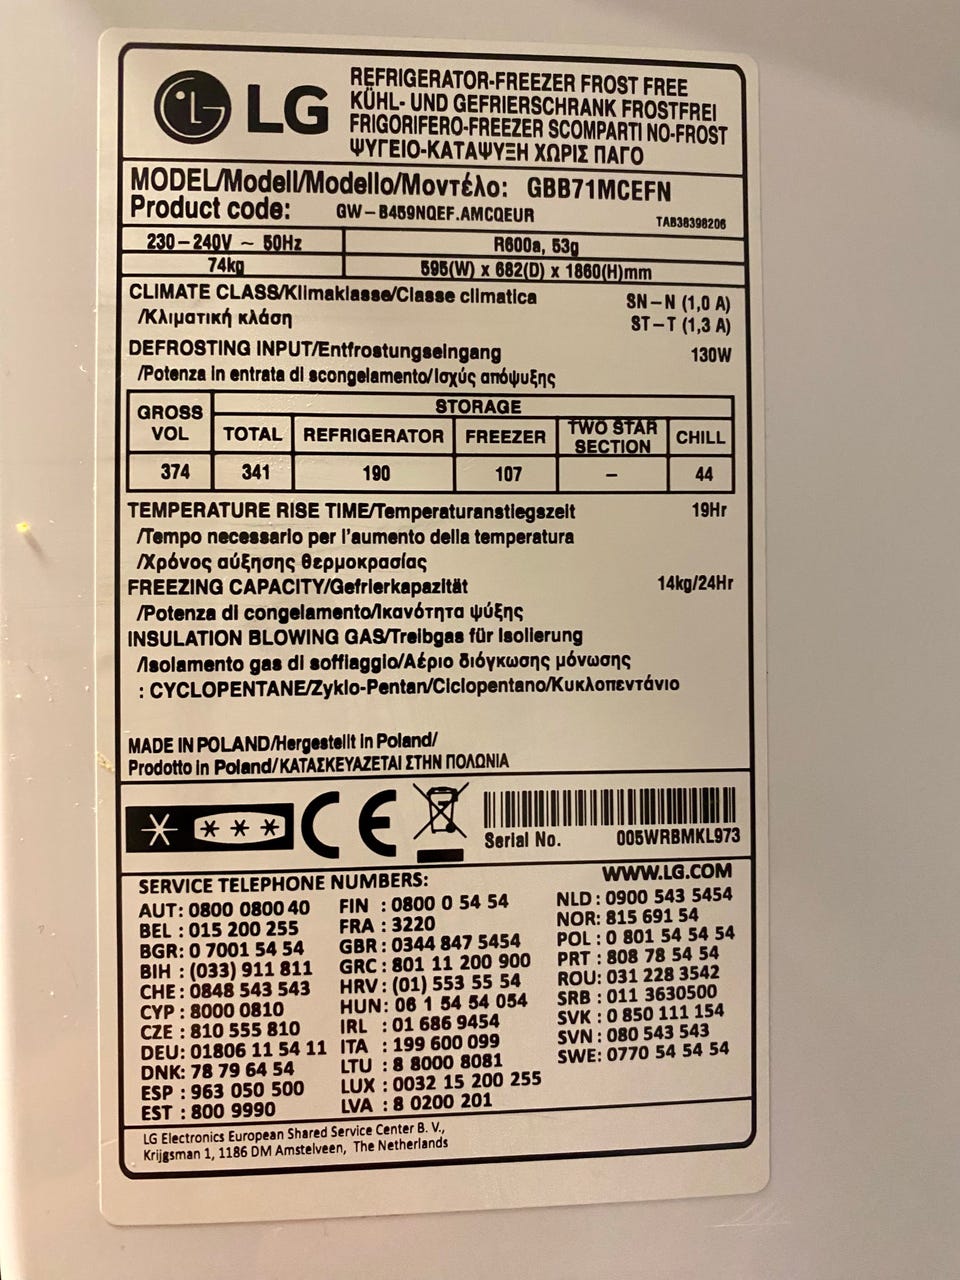 LG
REFRIGERATOR-FREEZER FROST FREE
KÜHL- UND GEFRIERSCHRANK FROSTFREI
FRIGORIFERO-FREEZER SCOMPARTI NO-FROST
ΨΥΓΕΙΟ-ΚΑΤΑΨΥΞΗ ΧΩΡΙΣ ΠΑΓΟ
MODEL/Modell/Modello/Μοντέλο: GBB71MCEFN
Product code: GW-B459NQEF.AMCQEUR TAB38398206
230-240V ~ 50Hz R600a, 53g
74kg 595(W) x 682(D) x 1860(H)mm
CLIMATE CLASS/Klimaklasse/Classe climatica SN-N (1,0 A)
/Κλιματική κλάση ST-T (1,3 A)
DEFROSTING INPUT/Entfrostungseingang 130W
/Potenza in entrata di scongelamento/Ισχύς απόψυξης
GROSS VOL STORAGE
TOTAL REFRIGERATOR FREEZER TWO STAR SECTION CHILL
374 341 190 107 - 44
TEMPERATURE RISE TIME/Temperaturanstiegszeit 19Hr
/Tempo necessario per l'aumento della temperatura
/Χρόνος αύξησης θερμοκρασίας
FREEZING CAPACITY/Gefrierkapazität 14kg/24Hr
/Potenza di congelamento/Ικανότητα ψύξης
INSULATION BLOWING GAS/Treibgas für Isolierung
/Isolamento gas di soffiaggio/Αέριο διόγκωσης μόνωσης
: CYCLOPENTANE/Zyklo-Pentan/Ciclopentano/Κυκλοπεντάνιο
MADE IN POLAND/Hergestellt in Poland/
Prodotto in Poland/ΚΑΤΑΣΚΕΥΑΖΕΤΑΙ ΣΤΗΝ ΠΟΛΩΝΙΑ
CE
Serial No. 005WRBMKL973
SERVICE TELEPHONE NUMBERS: WWW.LG.COM
AUT: 0800 0800 40
BEL : 015 200 255
BGR: 0 7001 54 54
BIH : (033) 911 811
CHE : 0848 543 543
CYP : 8000 0810
CZE : 810 555 810
DEU: 01806 11 54 11
DNK: 78 79 64 54
ESP : 963 050 500
EST : 800 9990
FIN : 0800 0 54 54
FRA : 3220
GBR : 0344 847 5454
GRC : 801 11 200 900
HRV : (01) 553 55 54
HUN: 06 1 54 54 054
IRL : 01 686 9454
ITA : 199 600 099
LTU : 8 8000 8081
LUX : 0032 15 200 255
LVA : 8 0200 201
NLD : 0900 543 5454
NOR: 815 691 54
POL : 0 801 54 54 54
PRT : 808 78 54 54
ROU: 031 228 3542
SRB : 011 3630500
SVK : 0 850 111 154
SVN : 080 543 543
SWE: 0770 54 54 54
LG Electronics European Shared Service Center B. V.,
Krijgsman 1, 1186 DM Amstelveen, The Netherlands